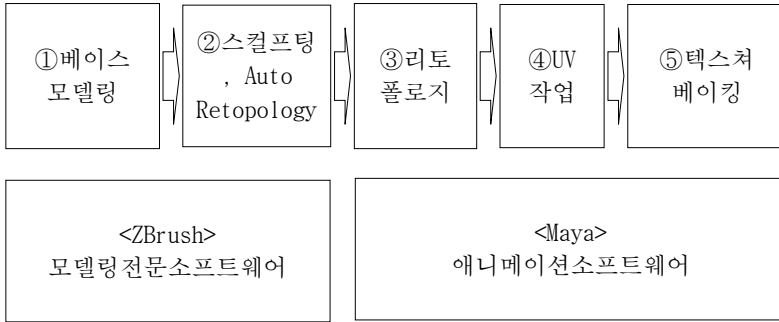 ①베이스
모델링
②스컬프팅
, Auto
Retopology
③리토
폴로지
④UV
작업
⑤텍스쳐
베이킹
<ZBrush>
모델링전문소프트웨어
<Maya>
애니메이션소프트웨어